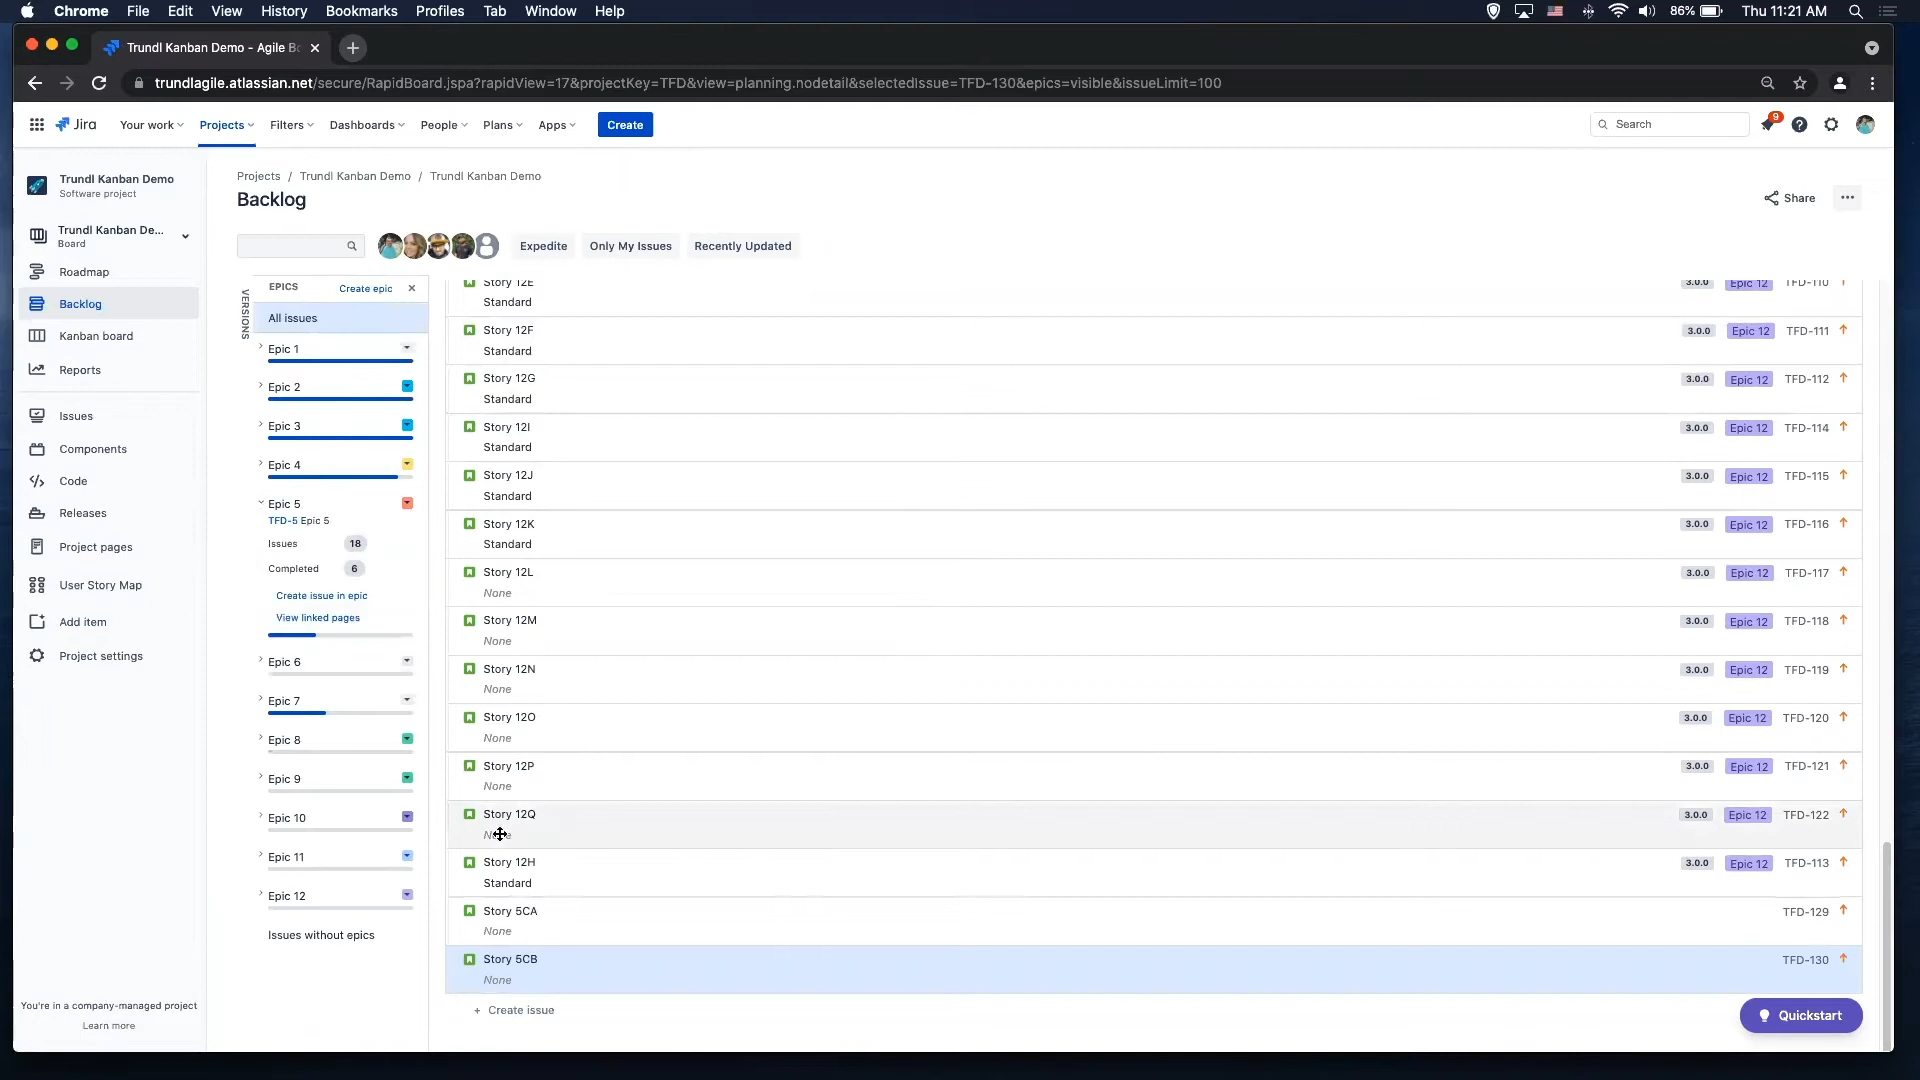 Chrome File Edit View History Bookmarks Profiles Tab Window Help 86% Thu 11:21 AM
Trundl Kanban Demo - Agile Bo
trundlagile.atlassian.net/secure/RapidBoard.jspa?rapidView=17&projectKey=TFD&view=planning.nodetail&selectedIssue=TFD-130&epics=visible&issueLimit=100
Jira Your work Projects Filters Dashboards People Plans Apps Create Search 9
Trundl Kanban Demo
Software project
Trundl Kanban De...
Board
Roadmap
Backlog
Kanban board
Reports
Issues
Components
Code
Releases
Project pages
User Story Map
Add item
Project settings
You're in a company-managed project
Learn more
Projects / Trundl Kanban Demo / Trundl Kanban Demo
Backlog
Share
Expedite Only My Issues Recently Updated
VERSIONS
EPICS Create epic
All issues
Epic 1
Epic 2
Epic 3
Epic 4
Epic 5
TFD-5 Epic 5
Issues 18
Completed 6
Create issue in epic
View linked pages
Epic 6
Epic 7
Epic 8
Epic 9
Epic 10
Epic 11
Epic 12
Issues without epics
Story 12E 3.0.0 Epic 12 TFD-110
Standard
Story 12F 3.0.0 Epic 12 TFD-111
Standard
Story 12G 3.0.0 Epic 12 TFD-112
Standard
Story 12I 3.0.0 Epic 12 TFD-114
Standard
Story 12J 3.0.0 Epic 12 TFD-115
Standard
Story 12K 3.0.0 Epic 12 TFD-116
Standard
Story 12L 3.0.0 Epic 12 TFD-117
None
Story 12M 3.0.0 Epic 12 TFD-118
None
Story 12N 3.0.0 Epic 12 TFD-119
None
Story 12O 3.0.0 Epic 12 TFD-120
None
Story 12P 3.0.0 Epic 12 TFD-121
None
Story 12Q 3.0.0 Epic 12 TFD-122
None
Story 12H 3.0.0 Epic 12 TFD-113
Standard
Story 5CA TFD-129
None
Story 5CB TFD-130
None
+ Create issue
Quickstart